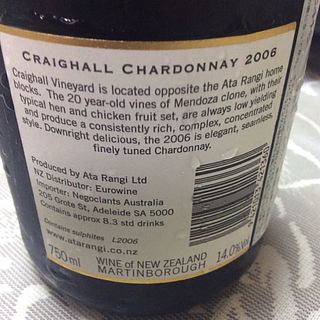 CRAIGHALL CHARDONNAY 2006
Craighall Vineyard is located opposite the Ata Rangi home
blocks. The 20 year-old vines of Mendoza clone, with their
typical hen and chicken fruit set, are always low yielding
and produce a consistently rich, complex, concentrated
style. Downright delicious, the 2006 is elegant, seamless,
finely tuned Chardonnay.
Produced by Ata Rangi Ltd
NZ Distributor: Eurowine
Importer: Negociants Australia
205 Grote St, Adeleide SA 5000
Contains approx 8.3 std drinks
Contains sulphites L2006
www.atarangi.co.nz
750ml WINE of NEW ZEALAND 14.0%Vol
MARTINBOROUGH